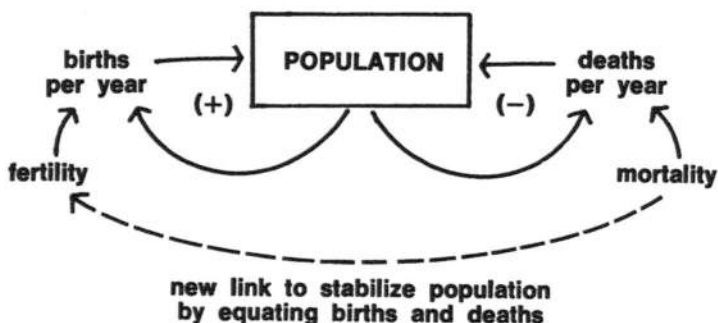 births
per year
POPULATION
deaths
per year
(+)
(−)
fertility
mortality
new link to stabilize population
by equating births and deaths